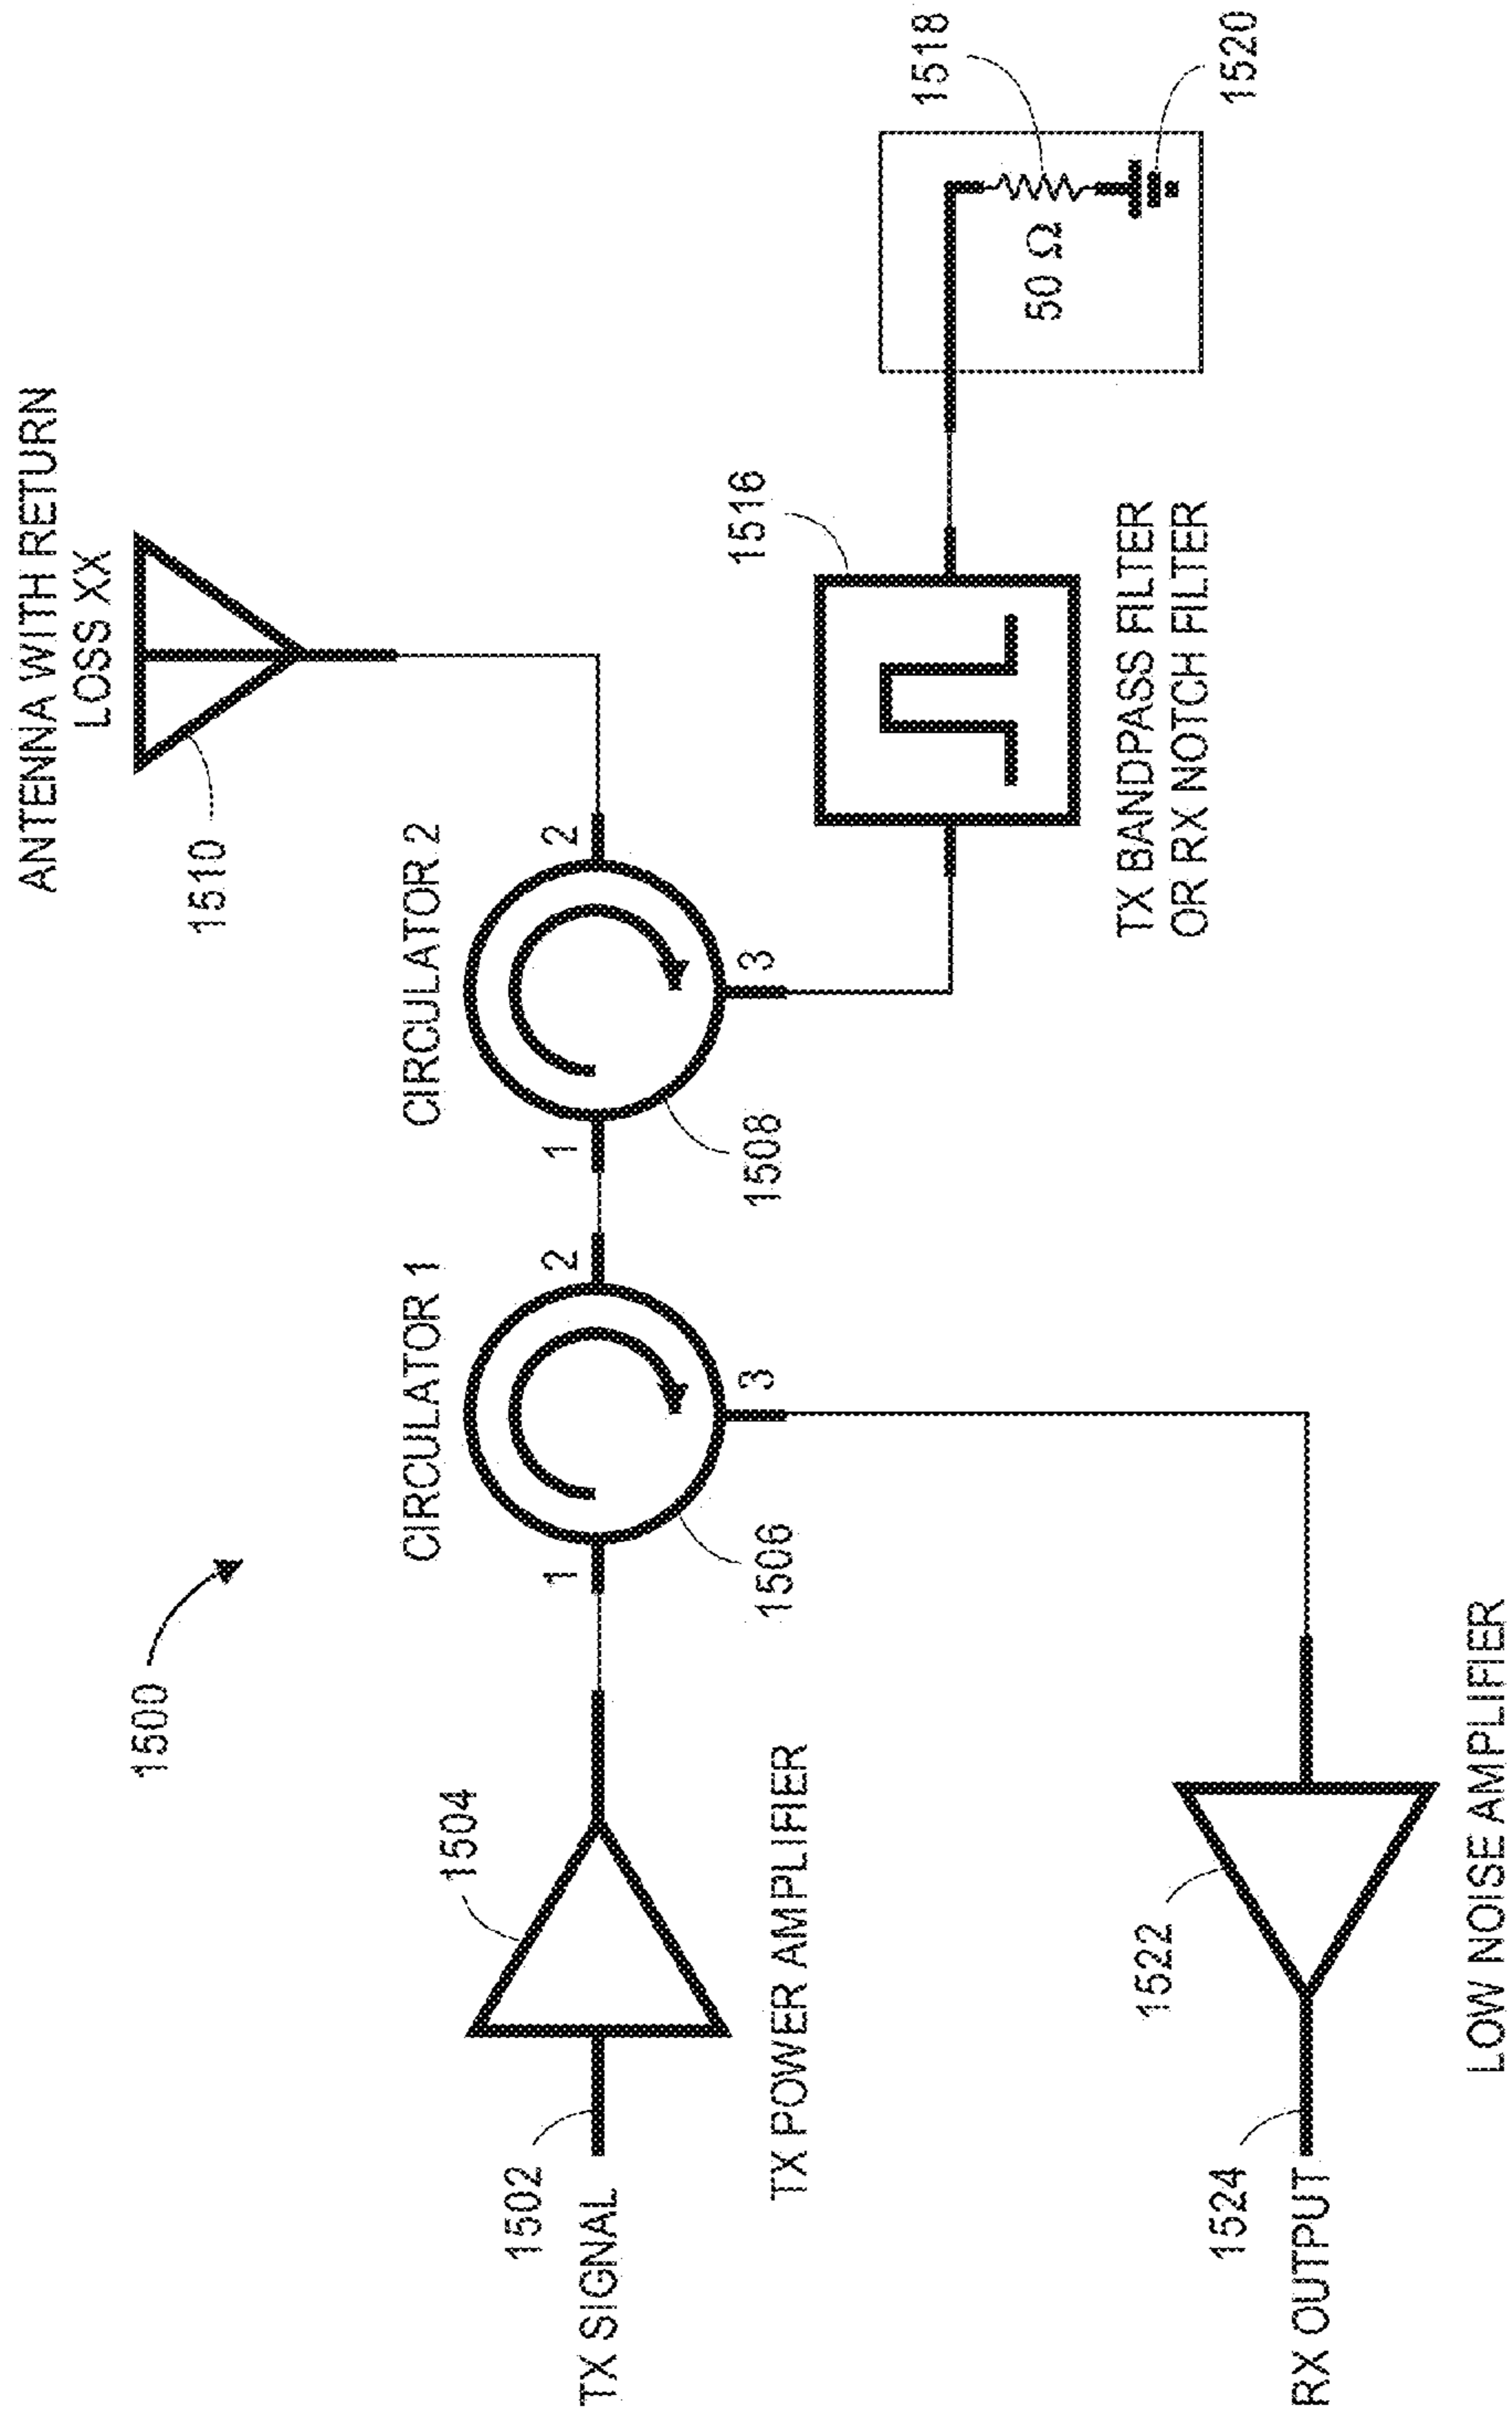 1500
ANTENNA WITH RETURN
LOSS XX
1510
CIRCULATOR 1
CIRCULATOR 2
1504
1
2
1
2
1502
TX SIGNAL
3
3
1506
1508
1516
1518
TX POWER AMPLIFIER
50 Ω
1520
TX BANDPASS FILTER
OR RX NOTCH FILTER
1522
1524
RX OUTPUT
LOW NOISE AMPLIFIER